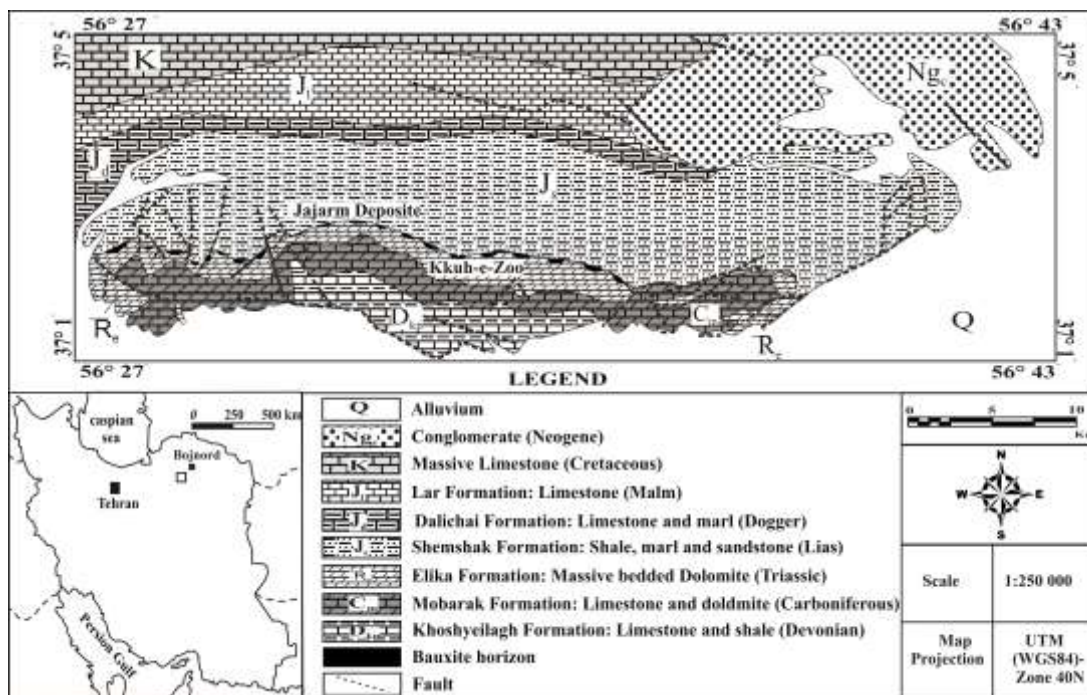 56° 27
56° 43
37° 5
37° 5
K
J
Ng
J
J
Jajarm Deposite
Kkuh-e-Zoo
D
C
Q
R
R
37° 1
37° 1
56° 27
56° 43
LEGEND
caspian
sea
0 250 500 km
Bojnord
Tehran
Persion Gulf
Q Alluvium
Ng Conglomerate (Neogene)
K Massive Limestone (Cretaceous)
J Lar Formation: Limestone (Malm)
J Dalichai Formation: Limestone and marl (Dogger)
J Shemshak Formation: Shale, marl and sandstone (Lias)
R Elika Formation: Massive bedded Dolomite (Triassic)
C Mobarak Formation: Limestone and doldmite (Carboniferous)
D Khoshyeilagh Formation: Limestone and shale (Devonian)
Bauxite horizon
Fault
0 5 10
N
W E
S
Scale 1:250 000
Map Projection
UTM
(WGS84)-
Zone 40N